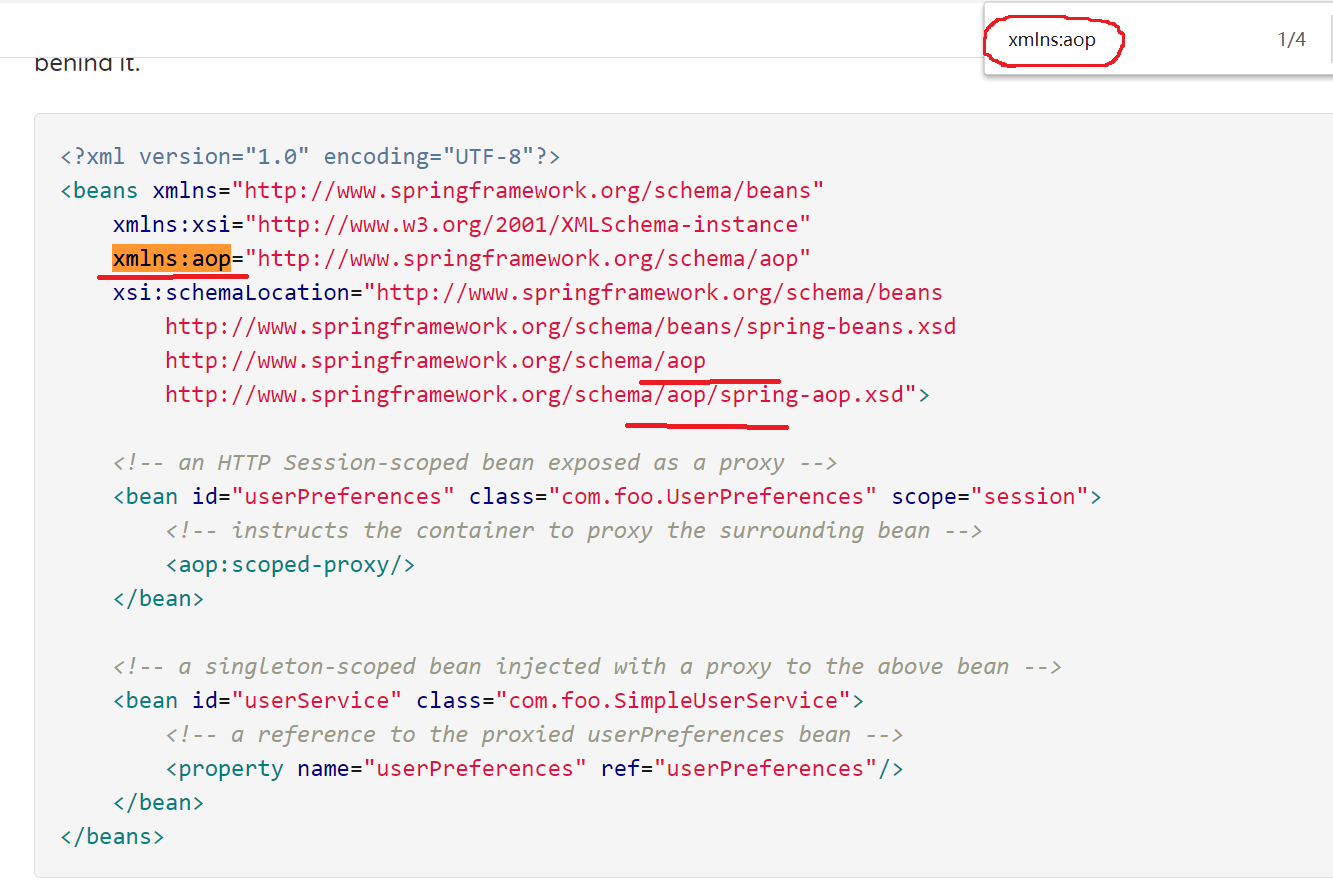 xmlns:aop 1/4
behind it.
<?xml version="1.0" encoding="UTF-8"?>
<beans xmlns="http://www.springframework.org/schema/beans"
    xmlns:xsi="http://www.w3.org/2001/XMLSchema-instance"
    xmlns:aop="http://www.springframework.org/schema/aop"
    xsi:schemaLocation="http://www.springframework.org/schema/beans
        http://www.springframework.org/schema/beans/spring-beans.xsd
        http://www.springframework.org/schema/aop
        http://www.springframework.org/schema/aop/spring-aop.xsd">
    <!-- an HTTP Session-scoped bean exposed as a proxy -->
    <bean id="userPreferences" class="com.foo.UserPreferences" scope="session">
        <!-- instructs the container to proxy the surrounding bean -->
        <aop:scoped-proxy/>
    </bean>
    <!-- a singleton-scoped bean injected with a proxy to the above bean -->
    <bean id="userService" class="com.foo.SimpleUserService">
        <!-- a reference to the proxied userPreferences bean -->
        <property name="userPreferences" ref="userPreferences"/>
    </bean>
</beans>